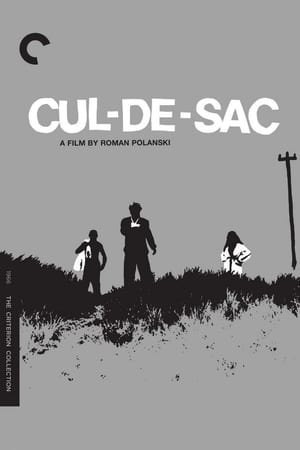 CUL-DE-SAC
A FILM BY ROMAN POLANSKI
1966
THE CRITERION COLLECTION